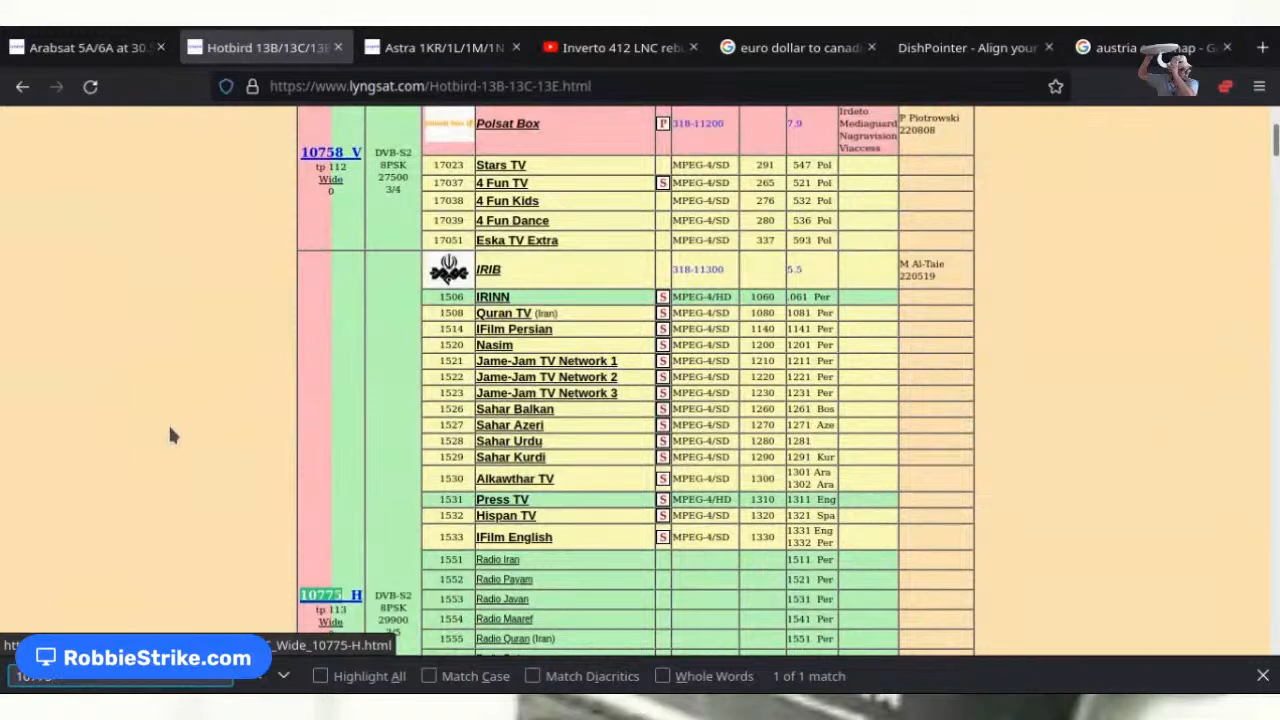 Arabsat 5A/6A at 30.
Hotbird 13B/13C/13E
Astra 1KR/1L/1M/1N
Inverto 412 LNC reb
euro dollar to canad
DishPointer - Align your
austria
map - G
https://www.lyngsat.com/Hotbird-13B-13C-13E.html
Polsat Box P 318-11200 7.9
Irdeto
Mediaguard
Nagravision
Viaccess
P Piotrowski
220808
10758 V
tp 112
Wide
0
DVB-S2
8PSK
27500
3/4
17023 Stars TV MPEG-4/SD 291 547 Pol
17037 4 Fun TV S MPEG-4/SD 265 521 Pol
17038 4 Fun Kids MPEG-4/SD 276 532 Pol
17039 4 Fun Dance MPEG-4/SD 280 536 Pol
17051 Eska TV Extra MPEG-4/SD 337 593 Pol
IRIB 318-11300 5.5
M Al-Taie
220519
1506 IRINN S MPEG-4/HD 1060 .061 Per
1508 Quran TV (Iran) S MPEG-4/SD 1080 1081 Per
1514 IFilm Persian S MPEG-4/SD 1140 1141 Per
1520 Nasim S MPEG-4/SD 1200 1201 Per
1521 Jame-Jam TV Network 1 S MPEG-4/SD 1210 1211 Per
1522 Jame-Jam TV Network 2 S MPEG-4/SD 1220 1221 Per
1523 Jame-Jam TV Network 3 S MPEG-4/SD 1230 1231 Per
1526 Sahar Balkan S MPEG-4/SD 1260 1261 Bos
1527 Sahar Azeri S MPEG-4/SD 1270 1271 Aze
1528 Sahar Urdu S MPEG-4/SD 1280 1281
1529 Sahar Kurdi S MPEG-4/SD 1290 1291 Kur
1530 Alkawthar TV S MPEG-4/SD 1300 1301 Ara
1302 Ara
1531 Press TV S MPEG-4/HD 1310 1311 Eng
1532 Hispan TV S MPEG-4/SD 1320 1321 Spa
1533 IFilm English S MPEG-4/SD 1330 1331 Eng
1332 Per
1551 Radio Iran 1511 Per
1552 Radio Payam 1521 Per
1553 Radio Javan 1531 Per
1554 Radio Maaref 1541 Per
1555 Radio Quran (Iran) 1551 Per
10775 H
tp 113
Wide
DVB-S2
8PSK
29900
3/5
_Wide_10775-H.html
RobbieStrike.com
Highlight All
Match Case
Match Diacritics
Whole Words
1 of 1 match